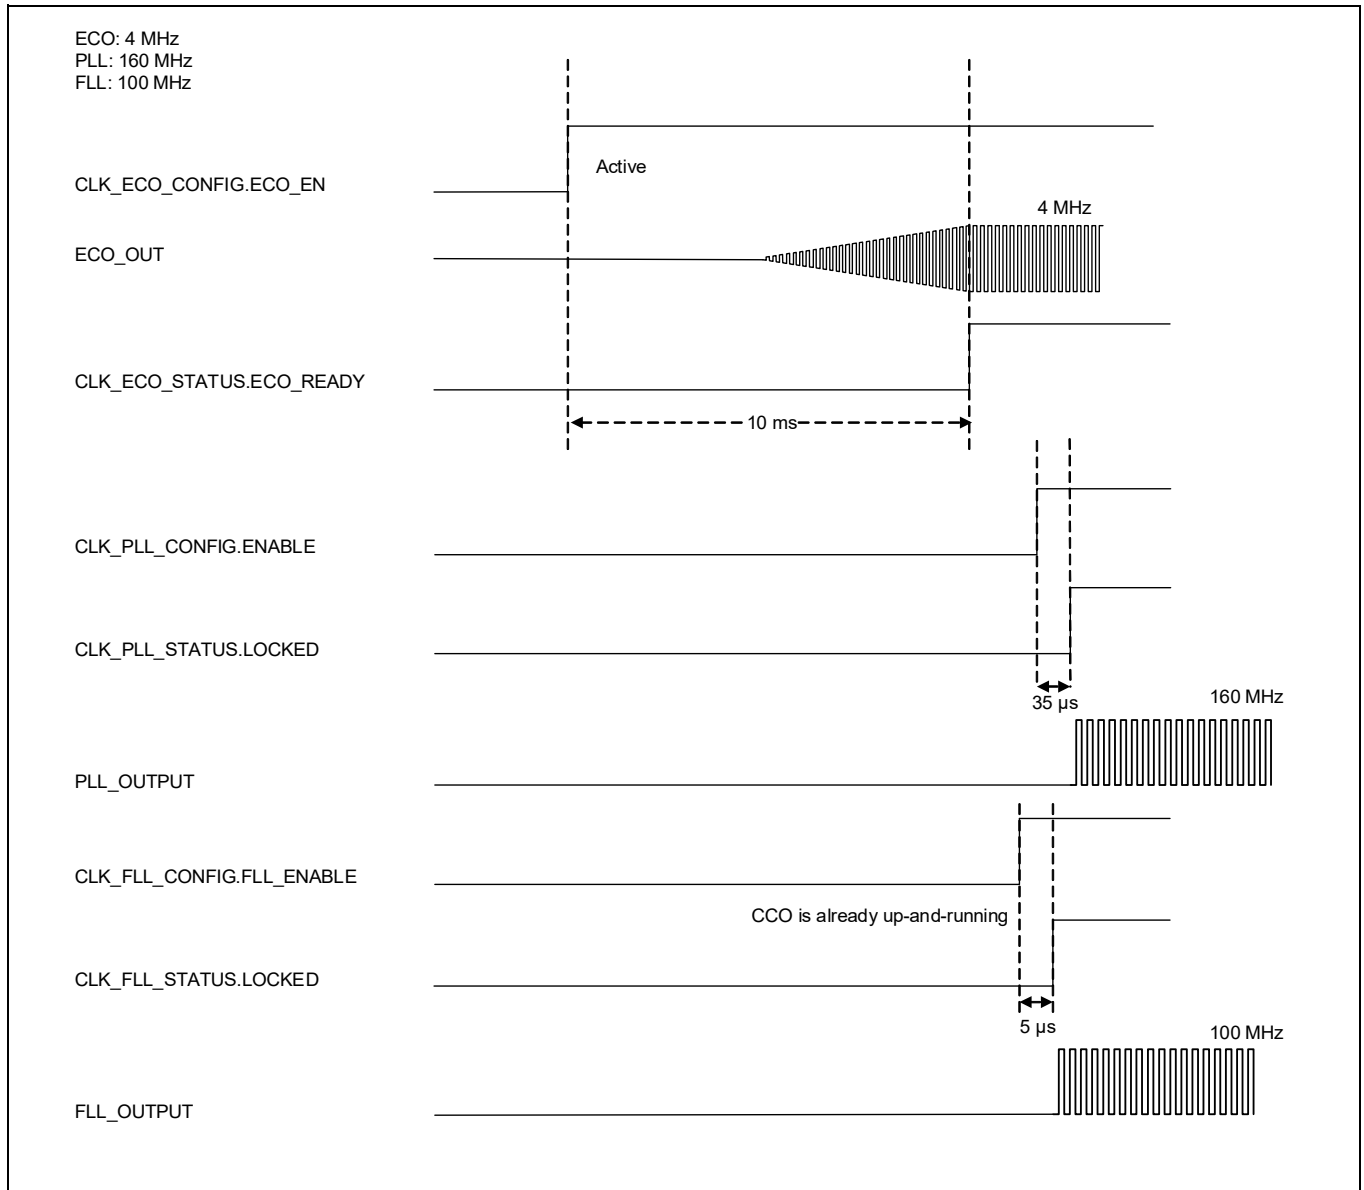 ECO: 4 MHz
PLL: 160 MHz
FLL: 100 MHz
Active
CLK_ECO_CONFIG.ECO_EN
4 MHz
ECO_OUT
CLK_ECO_STATUS.ECO_READY
10 ms
CLK_PLL_CONFIG.ENABLE
CLK_PLL_STATUS.LOCKED
35 µs
160 MHz
PLL_OUTPUT
CLK_FLL_CONFIG.FLL_ENABLE
CCO is already up-and-running
CLK_FLL_STATUS.LOCKED
5 µs
100 MHz
FLL_OUTPUT